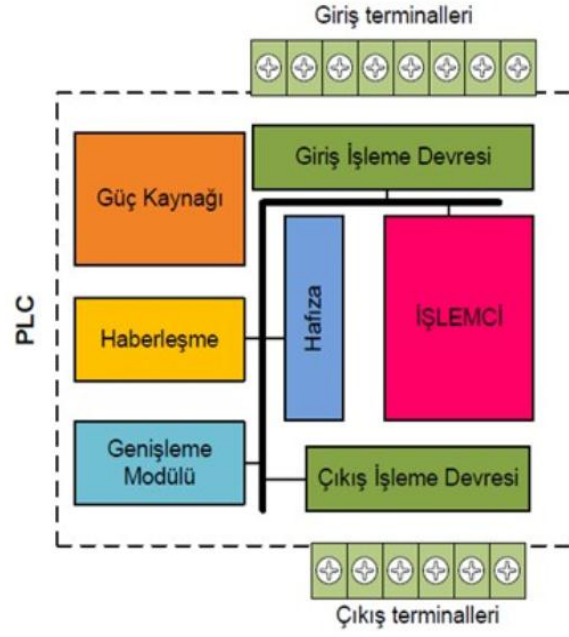 Giriş terminalleri
Giriş İşleme Devresi
Güç Kaynağı
PLC
Hafıza
İŞLEMCİ
Haberleşme
Genişleme
Modülü
Çıkış İşleme Devresi
Çıkış terminalleri